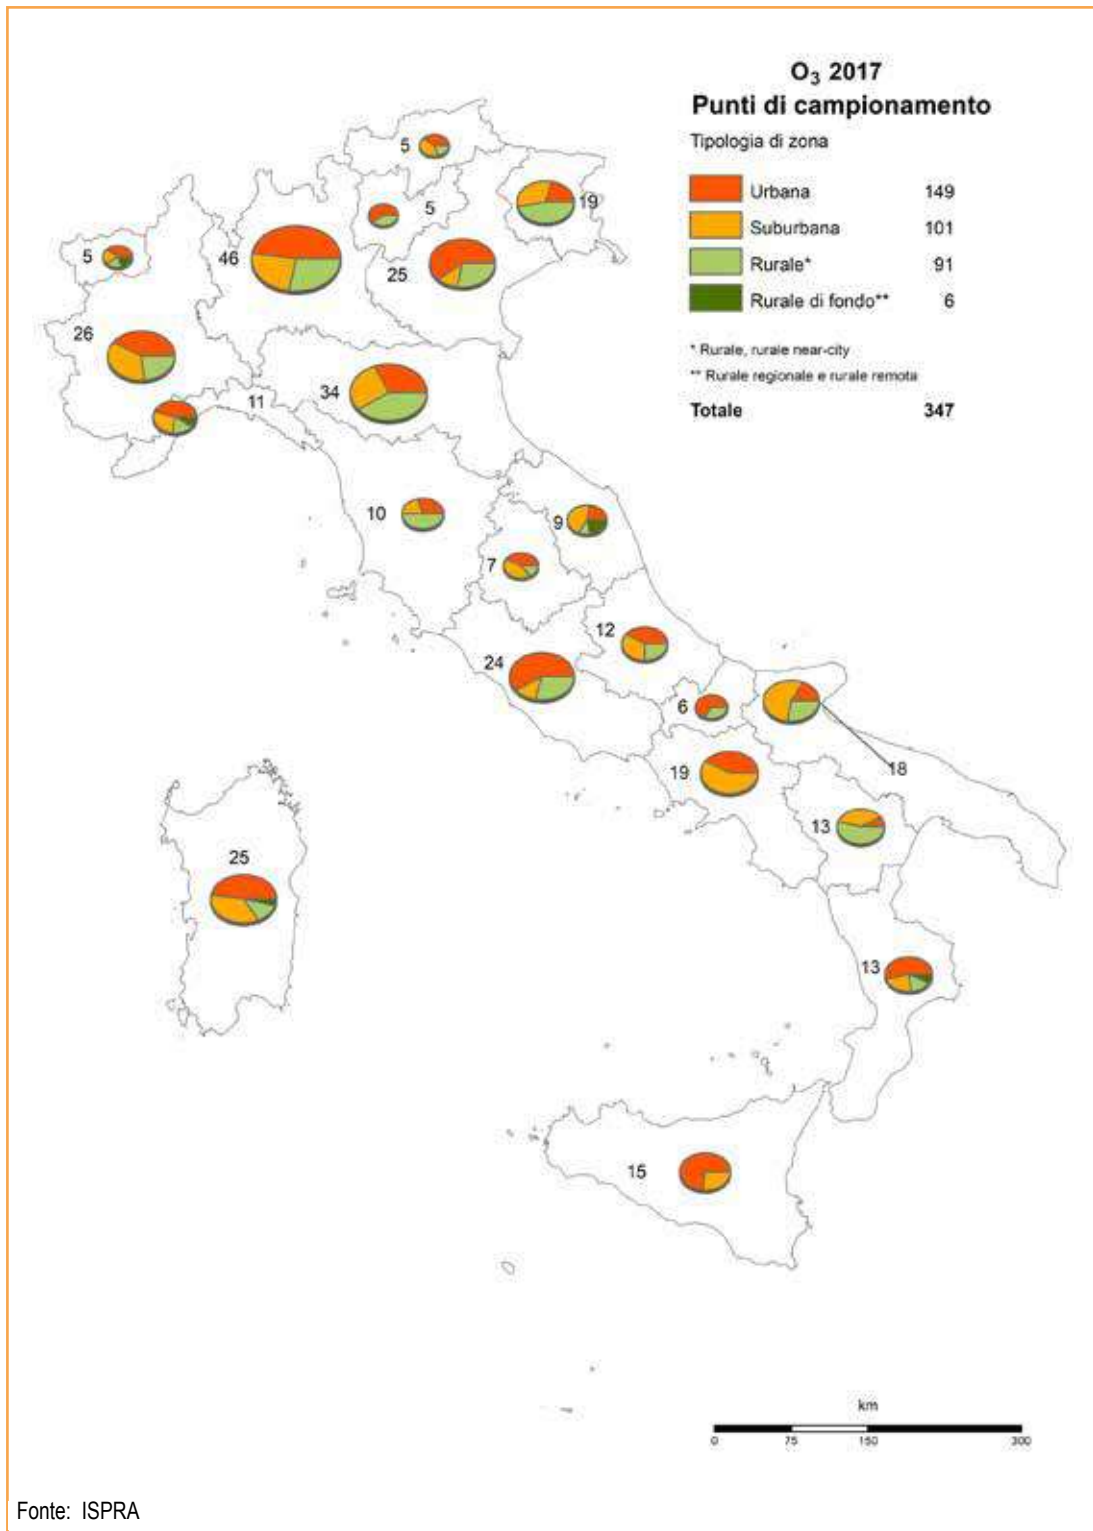 O₃ 2017
Punti di campionamento
Tipologia di zona
Urbana 149
Suburbana 101
Rurale* 91
Rurale di fondo** 6
* Rurale, rurale near-city
** Rurale regionale e rurale remota
Totale 347
5
5
19
5
46
25
26
34
11
10
9
7
12
24
6
18
19
13
25
13
15
km
0 75 150 300
Fonte: ISPRA